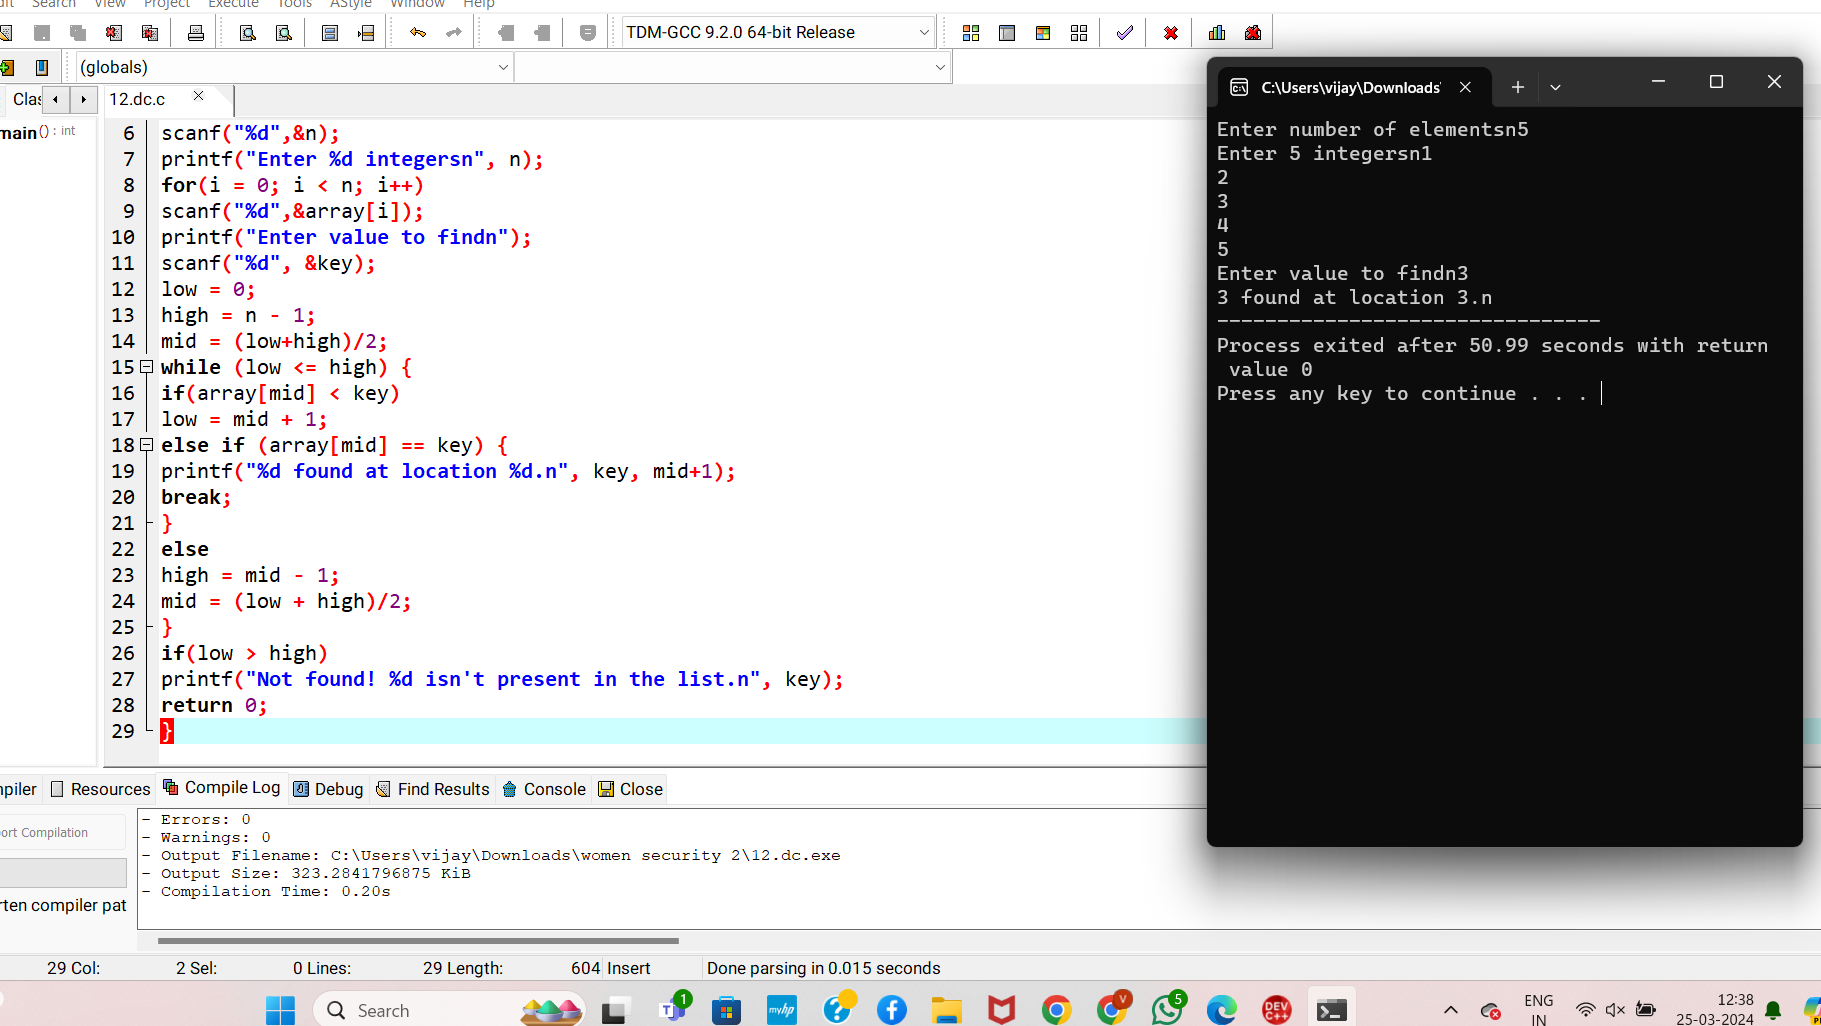 dit Search View Project Execute Tools AStyle Window Help
TDM-GCC 9.2.0 64-bit Release
(globals)
Clas 12.dc.c
main() : int
6 scanf("%d",&n);
7 printf("Enter %d integersn", n);
8 for(i = 0; i < n; i++)
9 scanf("%d",&array[i]);
10 printf("Enter value to findn");
11 scanf("%d", &key);
12 low = 0;
13 high = n - 1;
14 mid = (low+high)/2;
15 while (low <= high) {
16 if(array[mid] < key)
17 low = mid + 1;
18 else if (array[mid] == key) {
19 printf("%d found at location %d.n", key, mid+1);
20 break;
21 }
22 else
23 high = mid - 1;
24 mid = (low + high)/2;
25 }
26 if(low > high)
27 printf("Not found! %d isn't present in the list.n", key);
28 return 0;
29 }
C:\Users\vijay\Downloads'
Enter number of elementsn5
Enter 5 integersn1
2
3
4
5
Enter value to findn3
3 found at location 3.n
--------------------------------
Process exited after 50.99 seconds with return
value 0
Press any key to continue . . .
mpiler Resources Compile Log Debug Find Results Console Close
ort Compilation
rten compiler pat
- Errors: 0
- Warnings: 0
- Output Filename: C:\Users\vijay\Downloads\women security 2\12.dc.exe
- Output Size: 323.2841796875 KiB
- Compilation Time: 0.20s
29 Col: 2 Sel: 0 Lines: 29 Length: 604 Insert Done parsing in 0.015 seconds
Search
1
myhp
V
5
DEV
C++
ENG
IN
12:38
25-03-2024